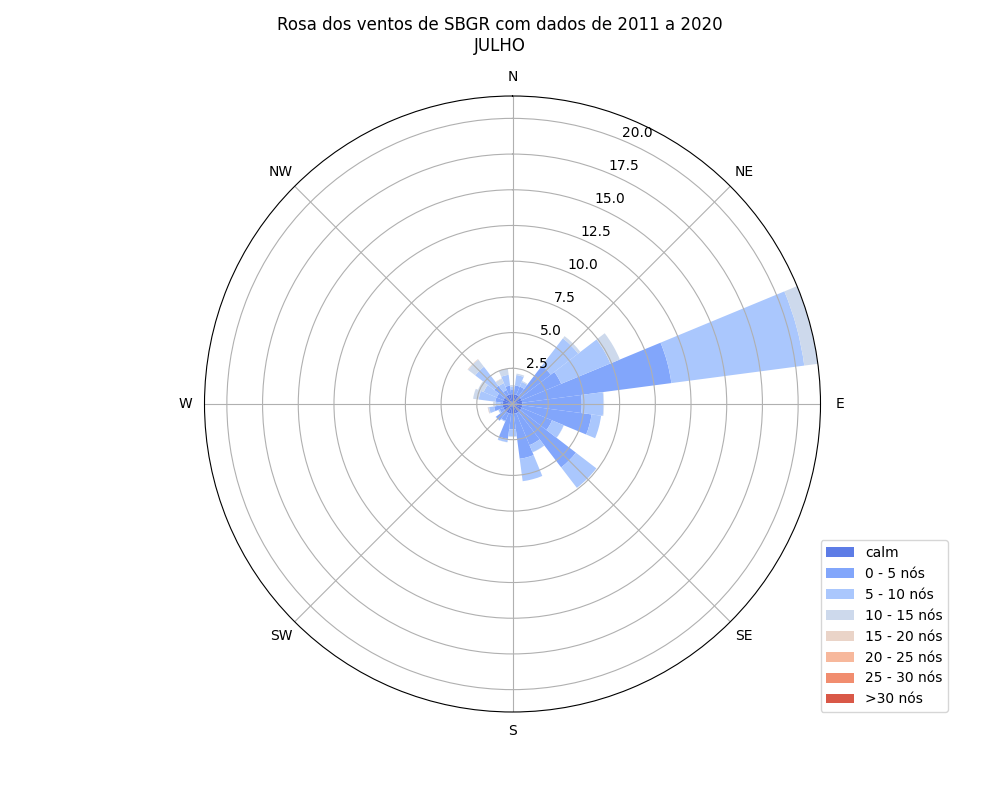 Rosa dos ventos de SBGR com dados de 2011 a 2020
JULHO
N
NE
E
SE
S
SW
W
NW
20.0
17.5
15.0
12.5
10.0
7.5
5.0
2.5
calm
0 - 5 nós
5 - 10 nós
10 - 15 nós
15 - 20 nós
20 - 25 nós
25 - 30 nós
>30 nós